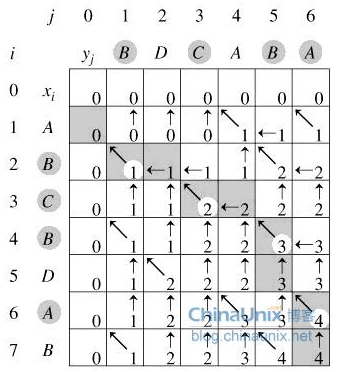 j 0 1 2 3 4 5 6
i yj B D C A B A
0 xi 0 0 0 0 0 0 0
1 A 0 ↑0 ↑0 ↑0 ↖1 ←1 ↖1
2 B 0 ↖1 ←1 ←1 ↑1 ↖2 ←2
3 C 0 ↑1 ↑1 ↖2 ←2 ↑2 ↑2
4 B 0 ↖1 ↑1 ↑2 ↑2 ↖3 ←3
5 D 0 ↑1 ↖2 ↑2 ↑2 ↑3 ↑3
6 A 0 ↑1 ↑2 ↑2 ↖3 ↑3 ↖4
7 B 0 ↖1 ↑2 ↑2 ↑3 ↖4 ↑4
ChinaUnix 博客
blog.chinaunix.net